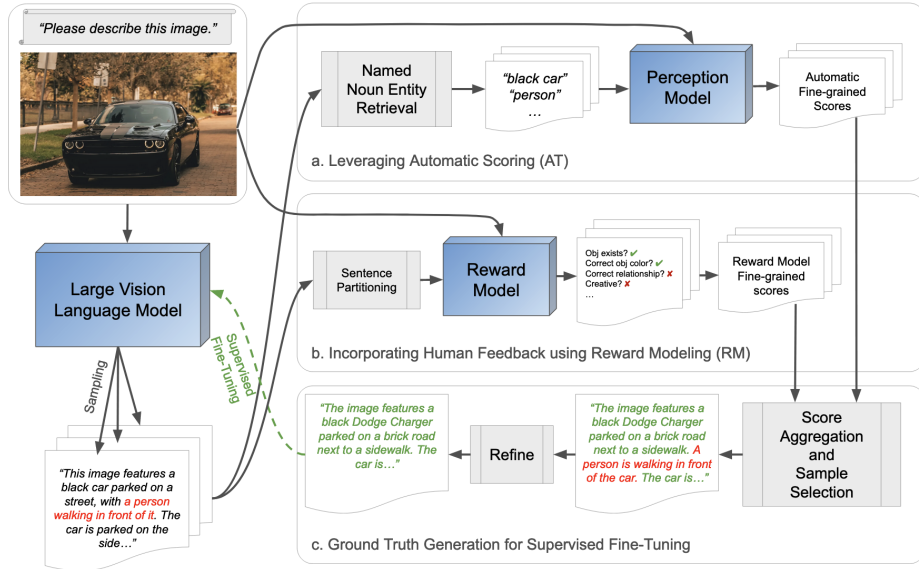 “Please describe this image.”
Large Vision
Language Model
Sampling
Supervised
Fine-Tuning
“This image features a
black car parked on a
street, with a person
walking in front of it. The
car is parked on the
side…”
Named
Noun Entity
Retrieval
“black car”
“person”
…
Perception
Model
Automatic
Fine-grained
Scores
a. Leveraging Automatic Scoring (AT)
Sentence
Partitioning
Reward
Model
Obj exists? ✔
Correct obj color? ✔
Correct relationship? ✘
Creative? ✘
…
Reward Model
Fine-grained
scores
b. Incorporating Human Feedback using Reward Modeling (RM)
“The image features a
black Dodge Charger
parked on a brick road
next to a sidewalk. The
car is…”
Refine
“The image features a
black Dodge Charger
parked on a brick road
next to a sidewalk. A
person is walking in front
of the car. The car is…”
Score
Aggregation
and
Sample
Selection
c. Ground Truth Generation for Supervised Fine-Tuning